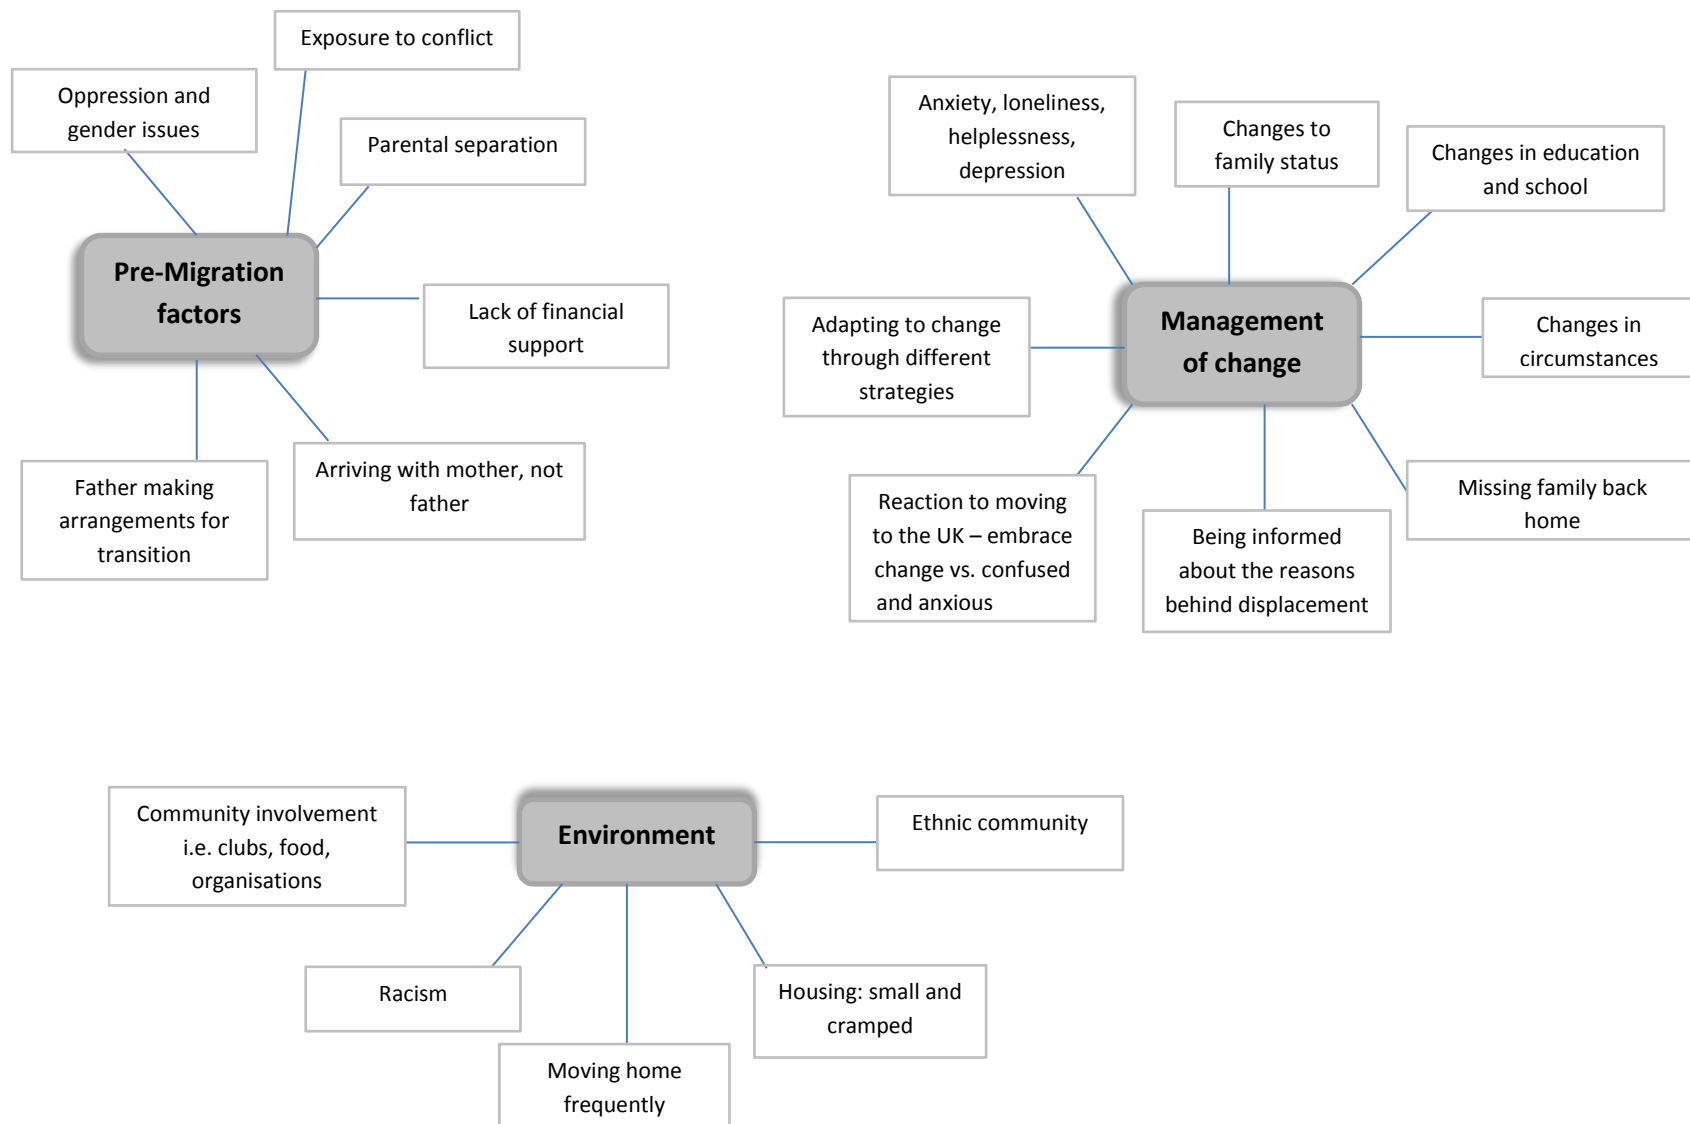 Exposure to conflict
Oppression and
gender issues
Parental separation
Pre-Migration
factors
Lack of financial
support
Arriving with mother, not
father
Father making
arrangements for
transition
Anxiety, loneliness,
helplessness,
depression
Changes to
family status
Changes in education
and school
Adapting to change
through different
strategies
Management
of change
Changes in
circumstances
Reaction to moving
to the UK – embrace
change vs. confused
and anxious
Being informed
about the reasons
behind displacement
Missing family back
home
Community involvement
i.e. clubs, food,
organisations
Environment
Ethnic community
Racism
Moving home
frequently
Housing: small and
cramped